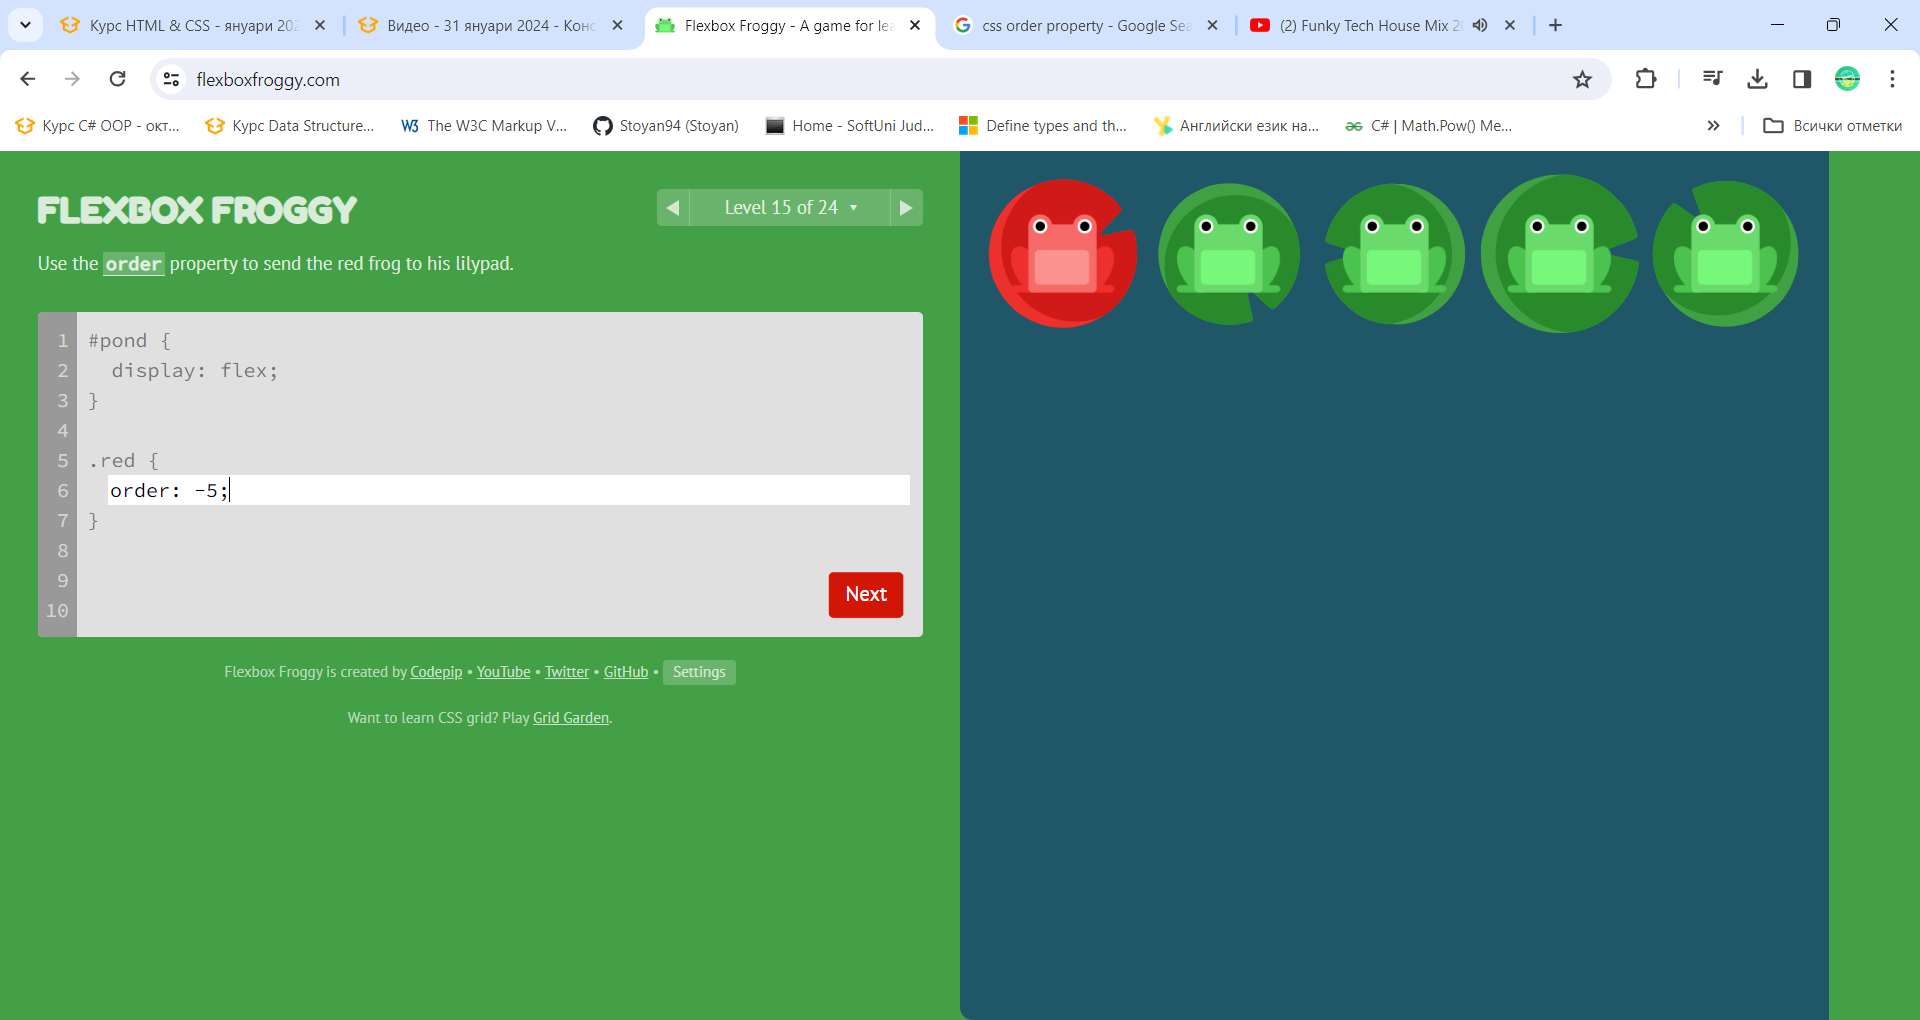 Курс HTML & CSS - януари 202
Видео - 31 януари 2024 - Конс
Flexbox Froggy - A game for lea
css order property - Google Sea
(2) Funky Tech House Mix 20
flexboxfroggy.com
Курс C# OOP - окт...
Курс Data Structure...
W3 The W3C Markup V...
Stoyan94 (Stoyan)
Home - SoftUni Jud...
Define types and th...
Английски език на...
C# | Math.Pow() Me...
Всички отметки
FLEXBOX FROGGY
Level 15 of 24
Use the order property to send the red frog to his lilypad.
1 #pond {
2 display: flex;
3 }
4
5 .red {
6 order: -5;
7 }
8
9
10
Next
Flexbox Froggy is created by Codepip • YouTube • Twitter • GitHub • Settings
Want to learn CSS grid? Play Grid Garden.